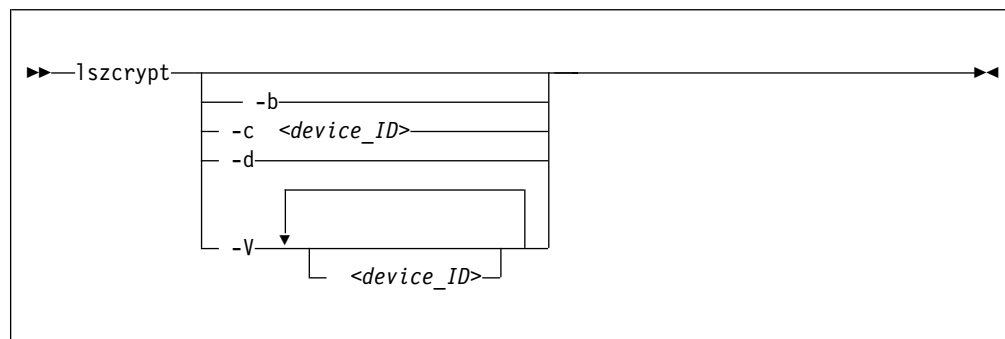 lszcrypt
-b
-c <device_ID>
-d
-V
<device_ID>